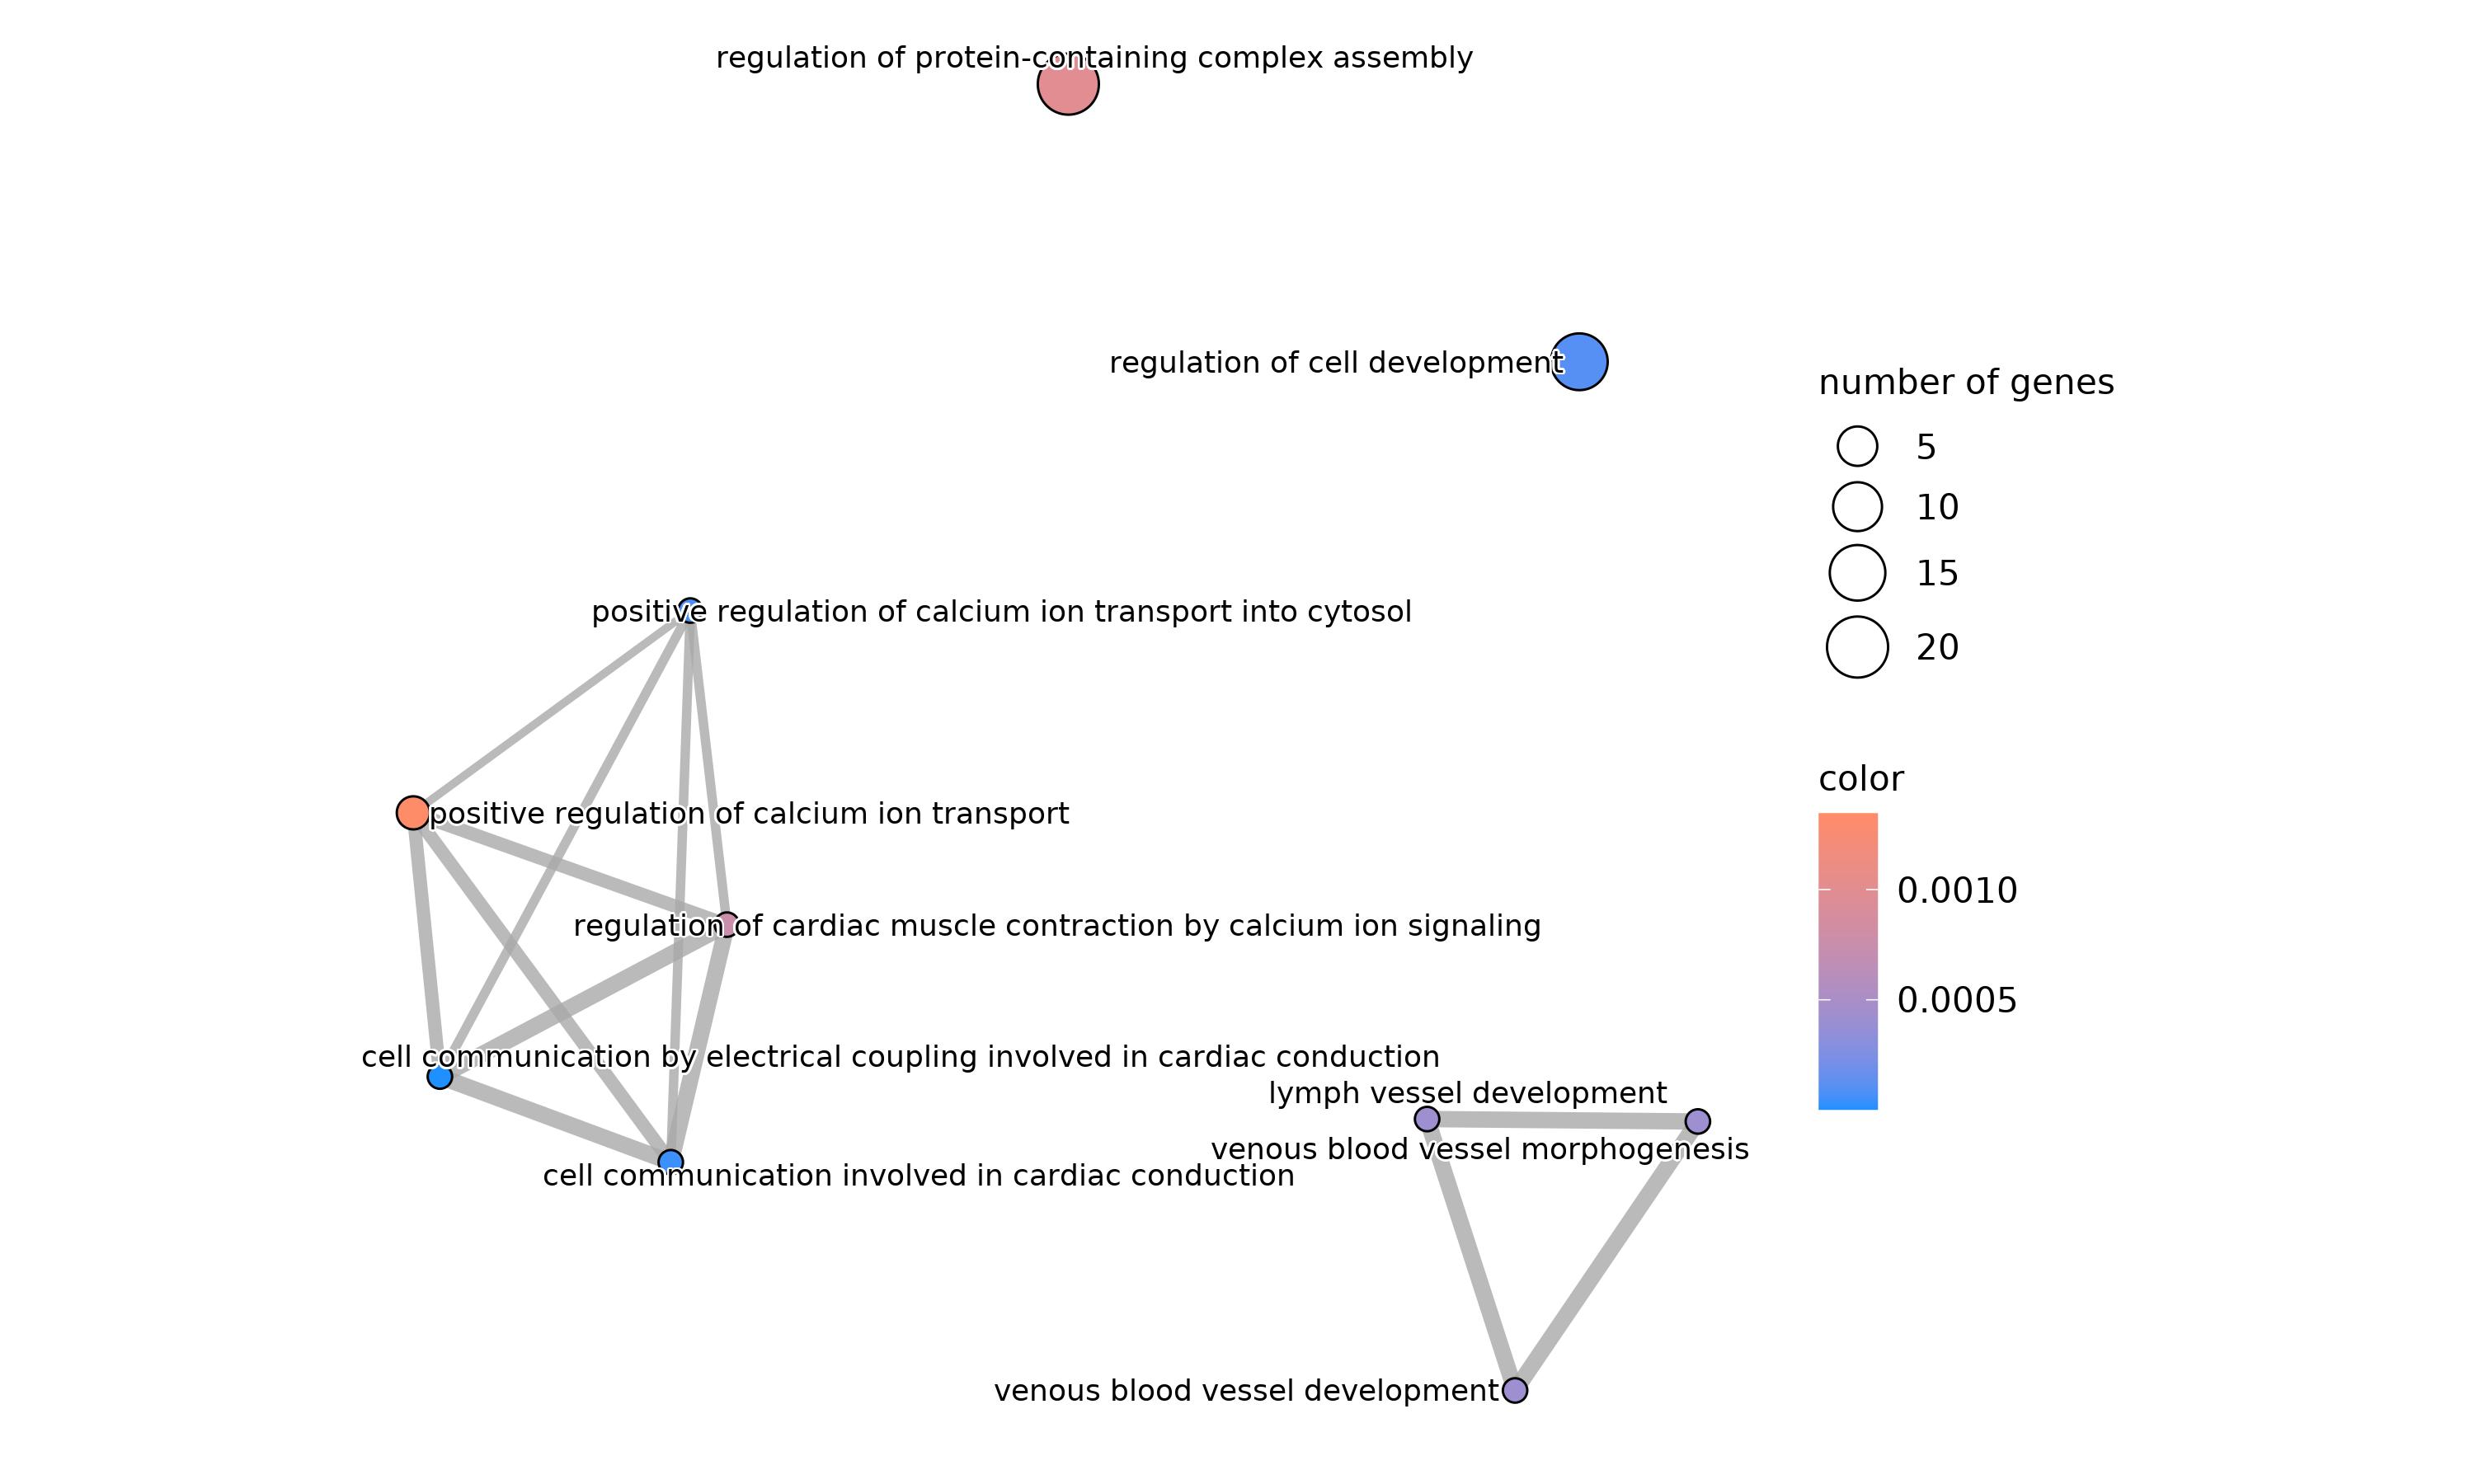 regulation of protein-containing complex assembly
regulation of cell development
number of genes
5
10
15
20
positive regulation of calcium ion transport into cytosol
color
positive regulation of calcium ion transport
0.0010
regulation of cardiac muscle contraction by calcium ion signaling
0.0005
cell communication by electrical coupling involved in cardiac conduction
lymph vessel development
venous blood vessel morphogenesis
cell communication involved in cardiac conduction
venous blood vessel development